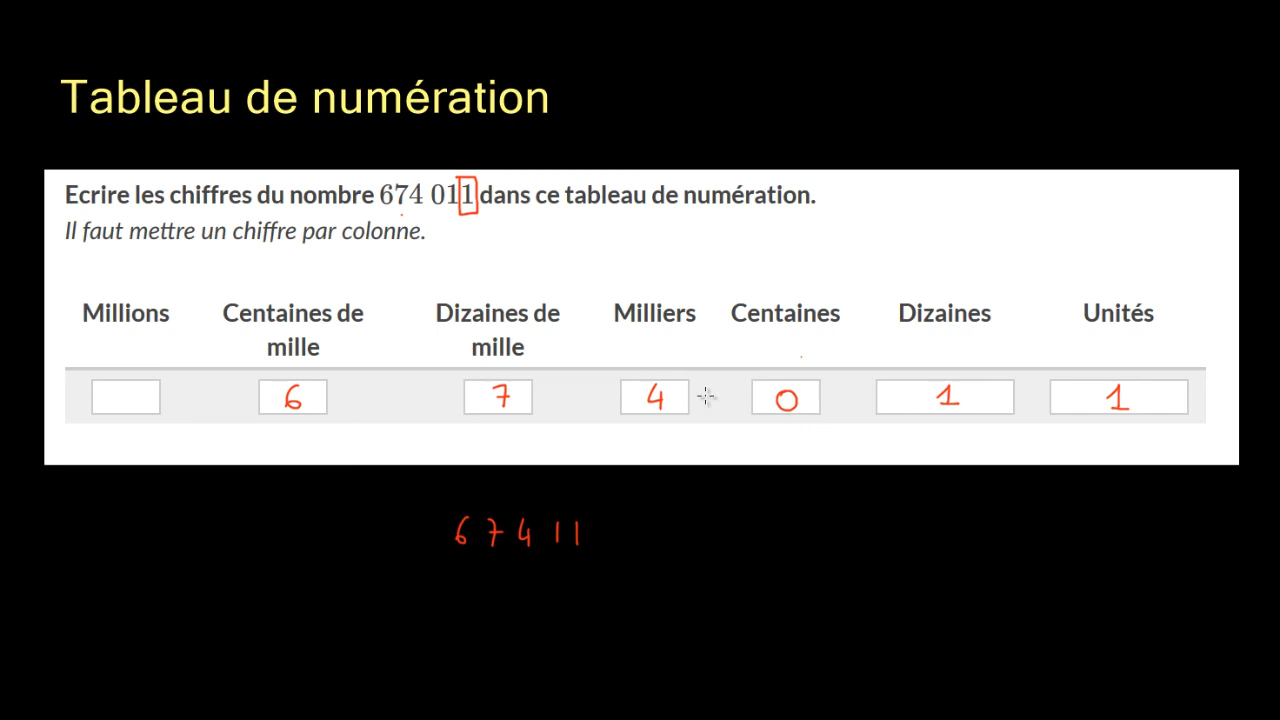 Tableau de numération
Ecrire les chiffres du nombre 674 011 dans ce tableau de numération.
Il faut mettre un chiffre par colonne.
Millions Centaines de mille Dizaines de mille Milliers Centaines Dizaines Unités
6 7 4 0 1 1
6 7 4 1 1